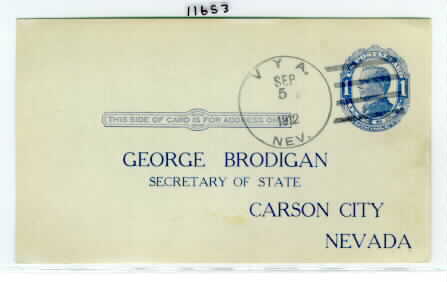 11653
VYA.
SEP
5
1912
NEV.
1
THIS SIDE OF CARD IS FOR ADDRESS ONLY
GEORGE BRODIGAN
SECRETARY OF STATE
CARSON CITY
NEVADA